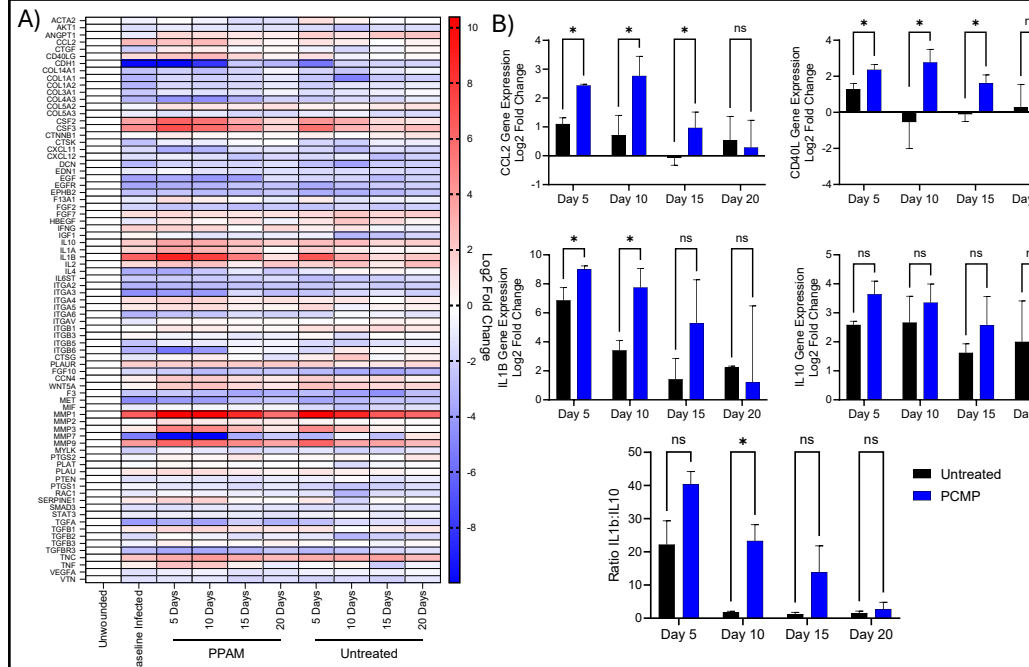 A)
ACTA2
AKT1
ANGPT1
CCL2
CTGF
CD40LG
CDH1
COL14A1
COL1A1
COL1A2
COL3A1
COL4A3
COL5A2
COL5A3
CSF2
CSF3
CTNNB1
CTSK
CXCL11
CXCL12
DCN
EDN1
EGF
EGFR
EPHB2
F13A1
FGF2
FGF7
HBEGF
IFNG
IGF1
IL10
IL1A
IL1B
IL2
IL4
IL6ST
ITGA2
ITGA3
ITGA4
ITGA5
ITGA6
ITGAV
ITGB1
ITGB3
ITGB5
ITGB6
CTSG
PLAUR
FGF10
CCN4
WNT5A
F3
MET
MIF
MMP1
MMP2
MMP3
MMP7
MMP9
MYLK
PTGS2
PLAT
PLAU
PTEN
PTGS1
RAC1
SERPINE1
SMAD3
STAT3
TGFA
TGFB1
TGFB2
TGFB3
TGFBR3
TNC
TNF
VEGFA
VTN
Unwounded
aseline Infected
5 Days
10 Days
15 Days
20 Days
5 Days
10 Days
15 Days
20 Days
PPAM
Untreated
10
8
6
4
2
0
-2
-4
-6
-8
Log2 Fold Change
B)
CCL2 Gene Expression
Log2 Fold Change
4
3
2
1
0
-1
*
*
*
ns
Day 5
Day 10
Day 15
Day 20
CD40L Gene Expression
Log2 Fold Change
4
2
0
-2
-4
*
*
*
n
Day 5
Day 10
Day 15
Da
IL1B Gene Expression
Log2 Fold Change
10
8
6
4
2
0
*
*
ns
ns
Day 5
Day 10
Day 15
Day 20
IL10 Gene Expression
Log2 Fold Change
6
4
2
0
ns
ns
ns
n
Day 5
Day 10
Day 15
Da
Ratio IL1b:IL10
50
40
30
20
10
0
ns
*
ns
ns
Day 5
Day 10
Day 15
Day 20
Untreated
PCMP